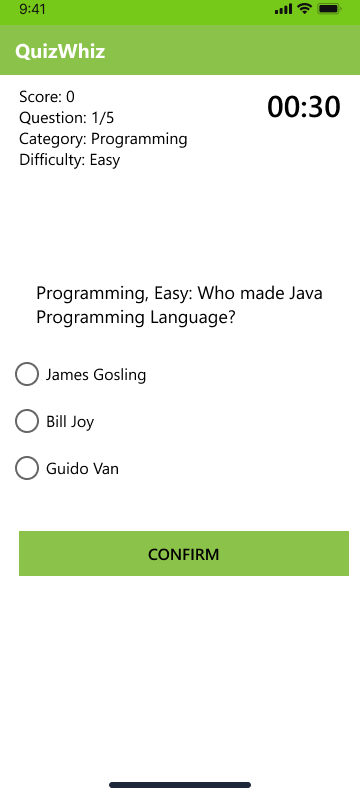 9:41
QuizWhiz
Score: 0
00:30
Question: 1/5
Category: Programming
Difficulty: Easy
Programming, Easy: Who made Java
Programming Language?
James Gosling
Bill Joy
Guido Van
CONFIRM